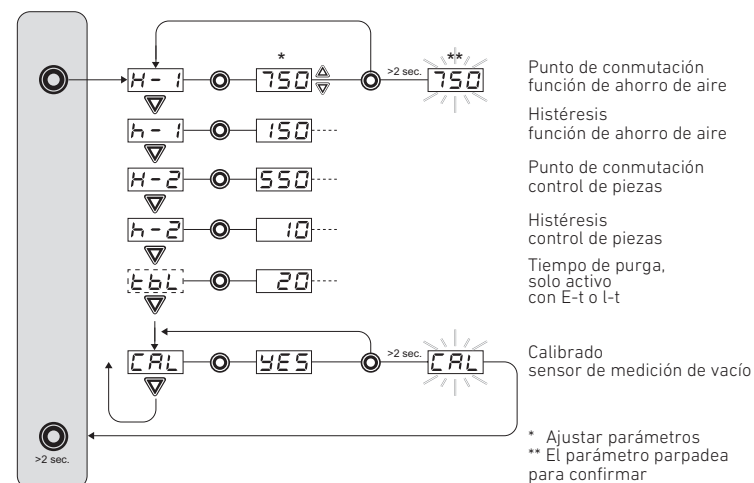 *
**
H-1
750
>2 sec.
750
Punto de conmutación
función de ahorro de aire
h-1
150
Histéresis
función de ahorro de aire
H-2
550
Punto de conmutación
control de piezas
h-2
10
Histéresis
control de piezas
tbL
20
Tiempo de purga,
solo activo
con E-t o l-t
CAL
YES
>2 sec.
CAL
Calibrado
sensor de medición de vacío
>2 sec.
* Ajustar parámetros
** El parámetro parpadea
para confirmar